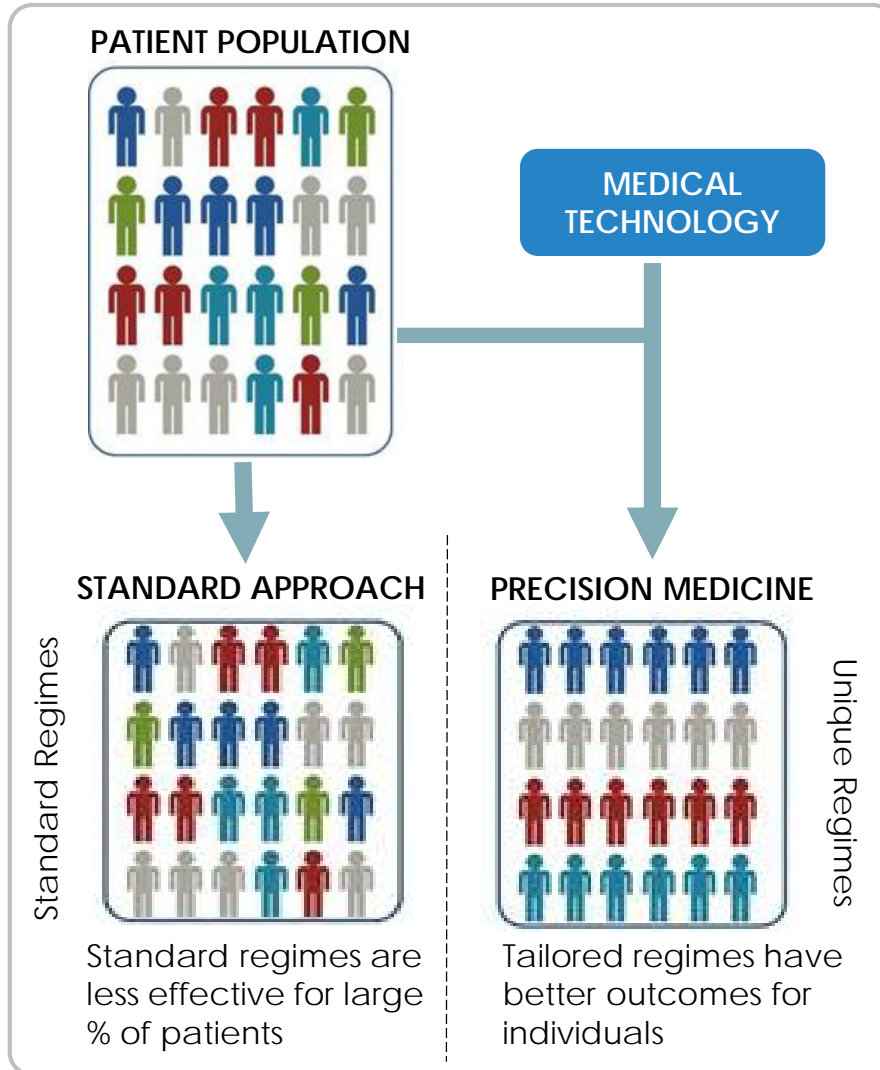 PATIENT POPULATION
MEDICAL
TECHNOLOGY
STANDARD APPROACH
PRECISION MEDICINE
Standard Regimes
Unique Regimes
Standard regimes are
less effective for large
% of patients
Tailored regimes have
better outcomes for
individuals